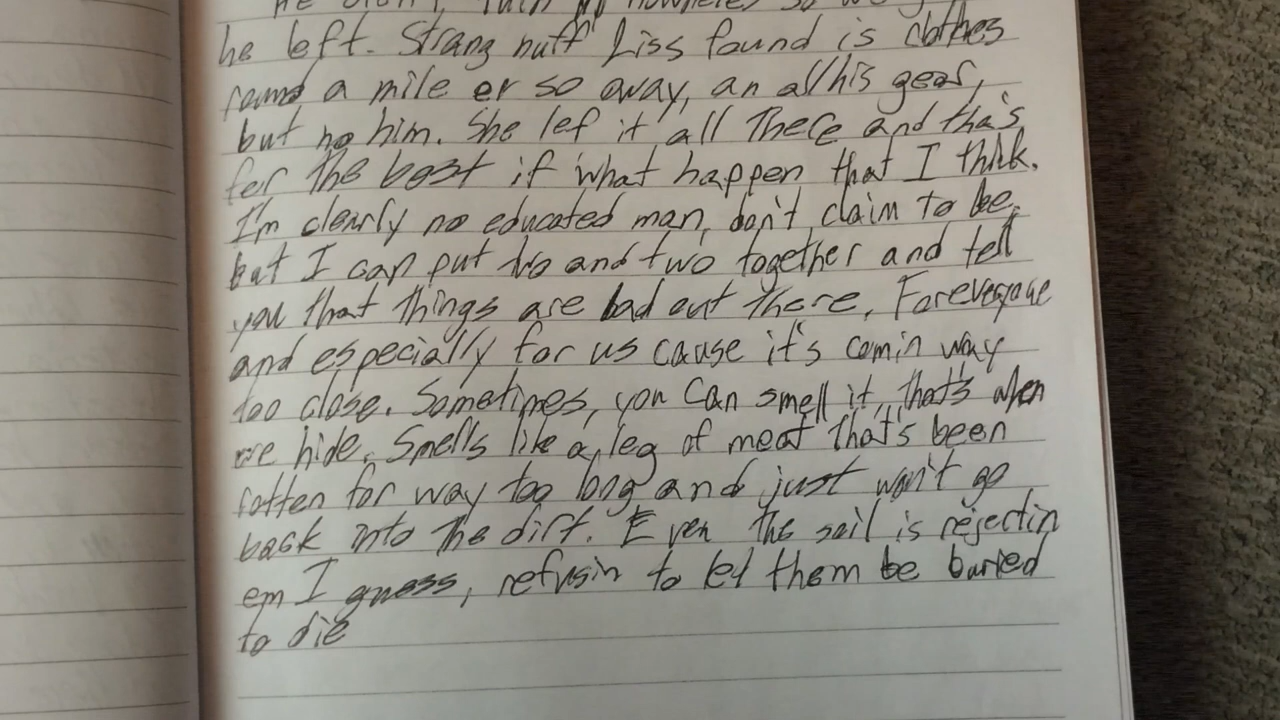 he left. Strang nuff Liss found is clothes
round a mile er so away, an all his gear,
but no him. She lef it all There and tha's
fer the best if what happen that I think.
I'm clearly no educated man, don't claim to be,
but I can put two and two together and tell
you that things are bad out there. For everyone
and especially for us cause it's comin way
too close. Sometimes, you can smell it, that's when
we hide. Smells like a leg of meat that's been
rotten for way too long and just won't go
back into the dirt. Even the soil is rejectin
em I guess, refusin to let them be buried
to die